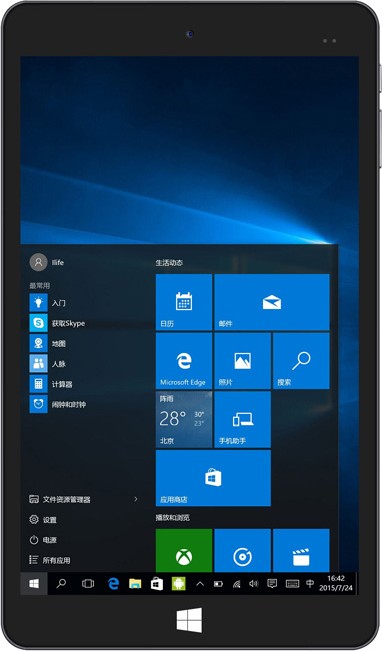 Ilife
最常用
入门
获取Skype
地图
人脉
计算器
闹钟和时钟
文件资源管理器
设置
电源
所有应用
生活动态
日历
邮件
Microsoft Edge
照片
搜索
阵雨
28° 30°
23°
北京
手机助手
应用商店
播放和浏览
中
16:42
2015/7/24